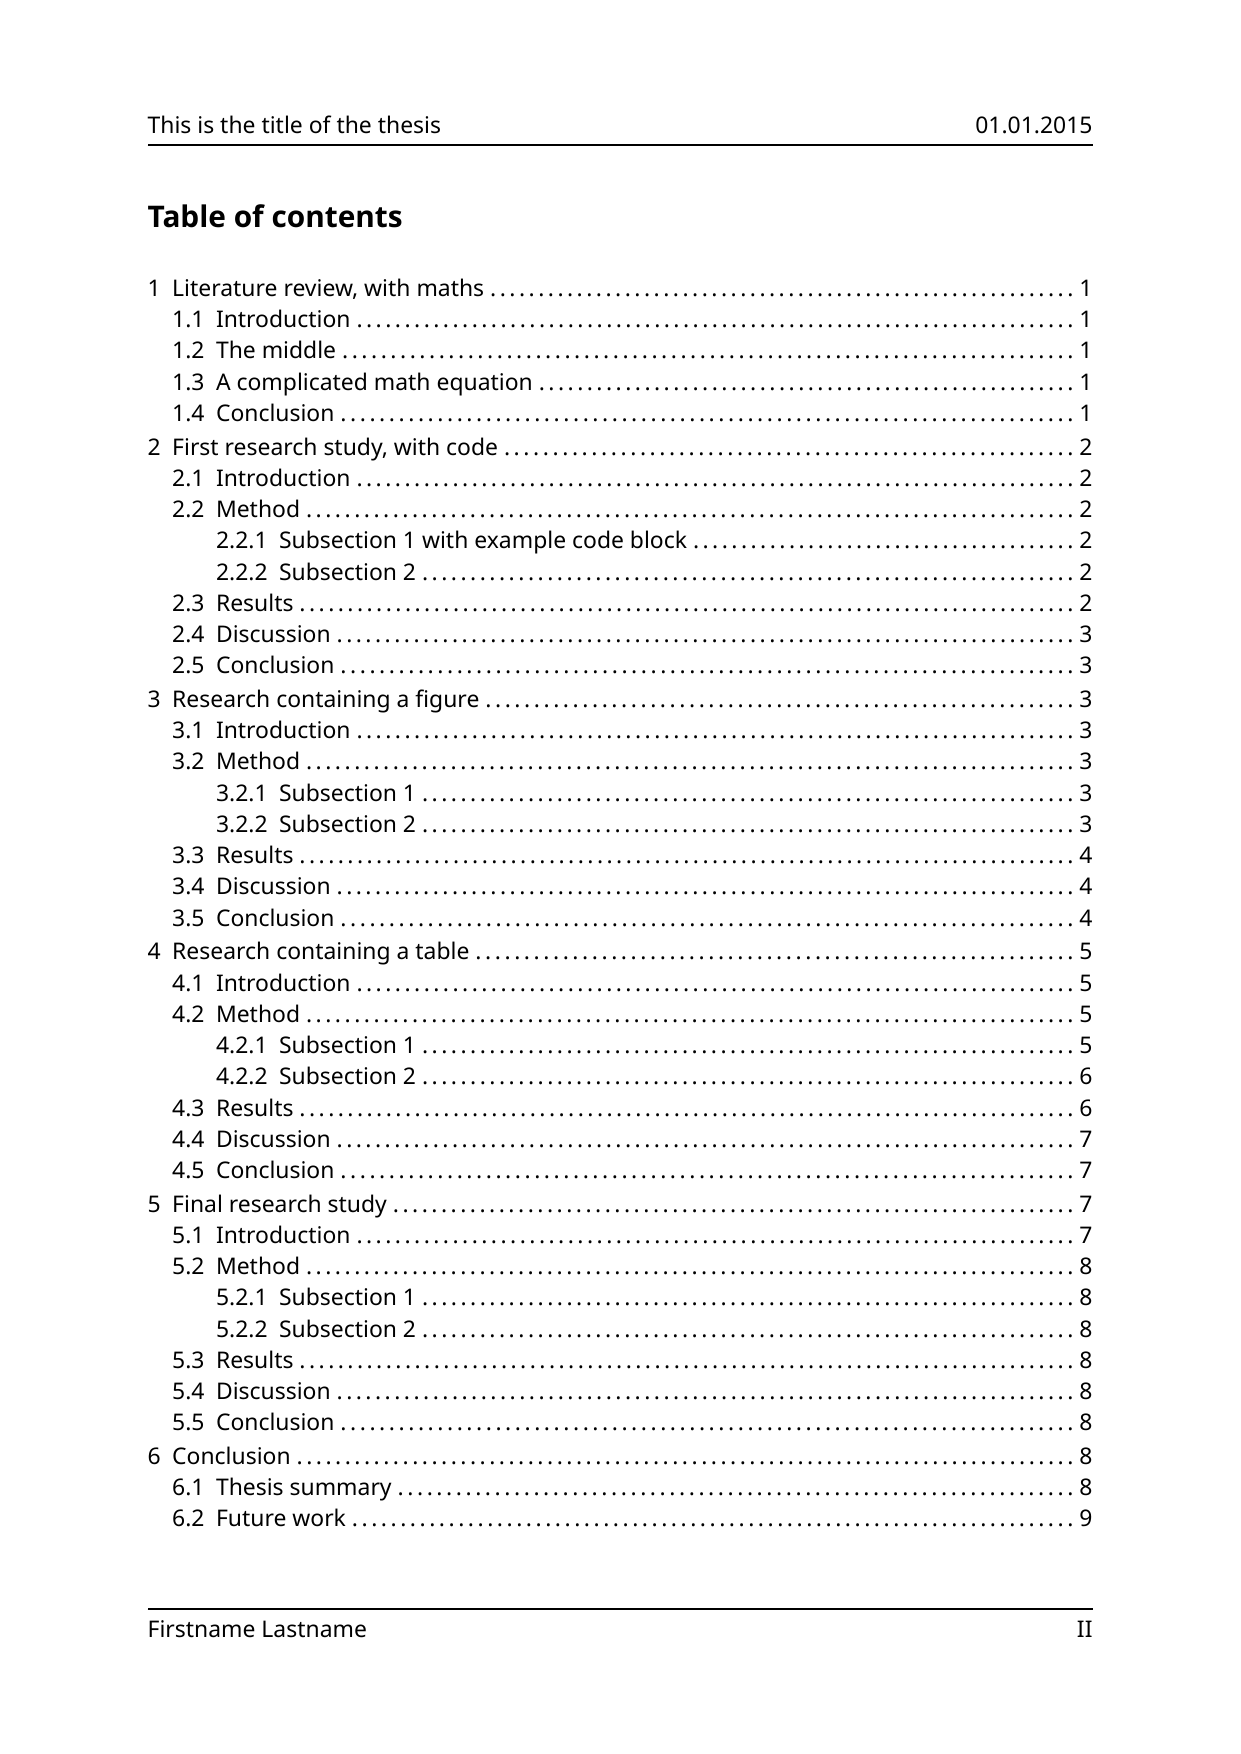 This is the title of the thesis 01.01.2015
Table of contents
1 Literature review, with maths ........ 1
1.1 Introduction ........ 1
1.2 The middle ........ 1
1.3 A complicated math equation ........ 1
1.4 Conclusion ........ 1
2 First research study, with code ........ 2
2.1 Introduction ........ 2
2.2 Method ........ 2
2.2.1 Subsection 1 with example code block ........ 2
2.2.2 Subsection 2 ........ 2
2.3 Results ........ 2
2.4 Discussion ........ 3
2.5 Conclusion ........ 3
3 Research containing a figure ........ 3
3.1 Introduction ........ 3
3.2 Method ........ 3
3.2.1 Subsection 1 ........ 3
3.2.2 Subsection 2 ........ 3
3.3 Results ........ 4
3.4 Discussion ........ 4
3.5 Conclusion ........ 4
4 Research containing a table ........ 5
4.1 Introduction ........ 5
4.2 Method ........ 5
4.2.1 Subsection 1 ........ 5
4.2.2 Subsection 2 ........ 6
4.3 Results ........ 6
4.4 Discussion ........ 7
4.5 Conclusion ........ 7
5 Final research study ........ 7
5.1 Introduction ........ 7
5.2 Method ........ 8
5.2.1 Subsection 1 ........ 8
5.2.2 Subsection 2 ........ 8
5.3 Results ........ 8
5.4 Discussion ........ 8
5.5 Conclusion ........ 8
6 Conclusion ........ 8
6.1 Thesis summary ........ 8
6.2 Future work ........ 9
Firstname Lastname II